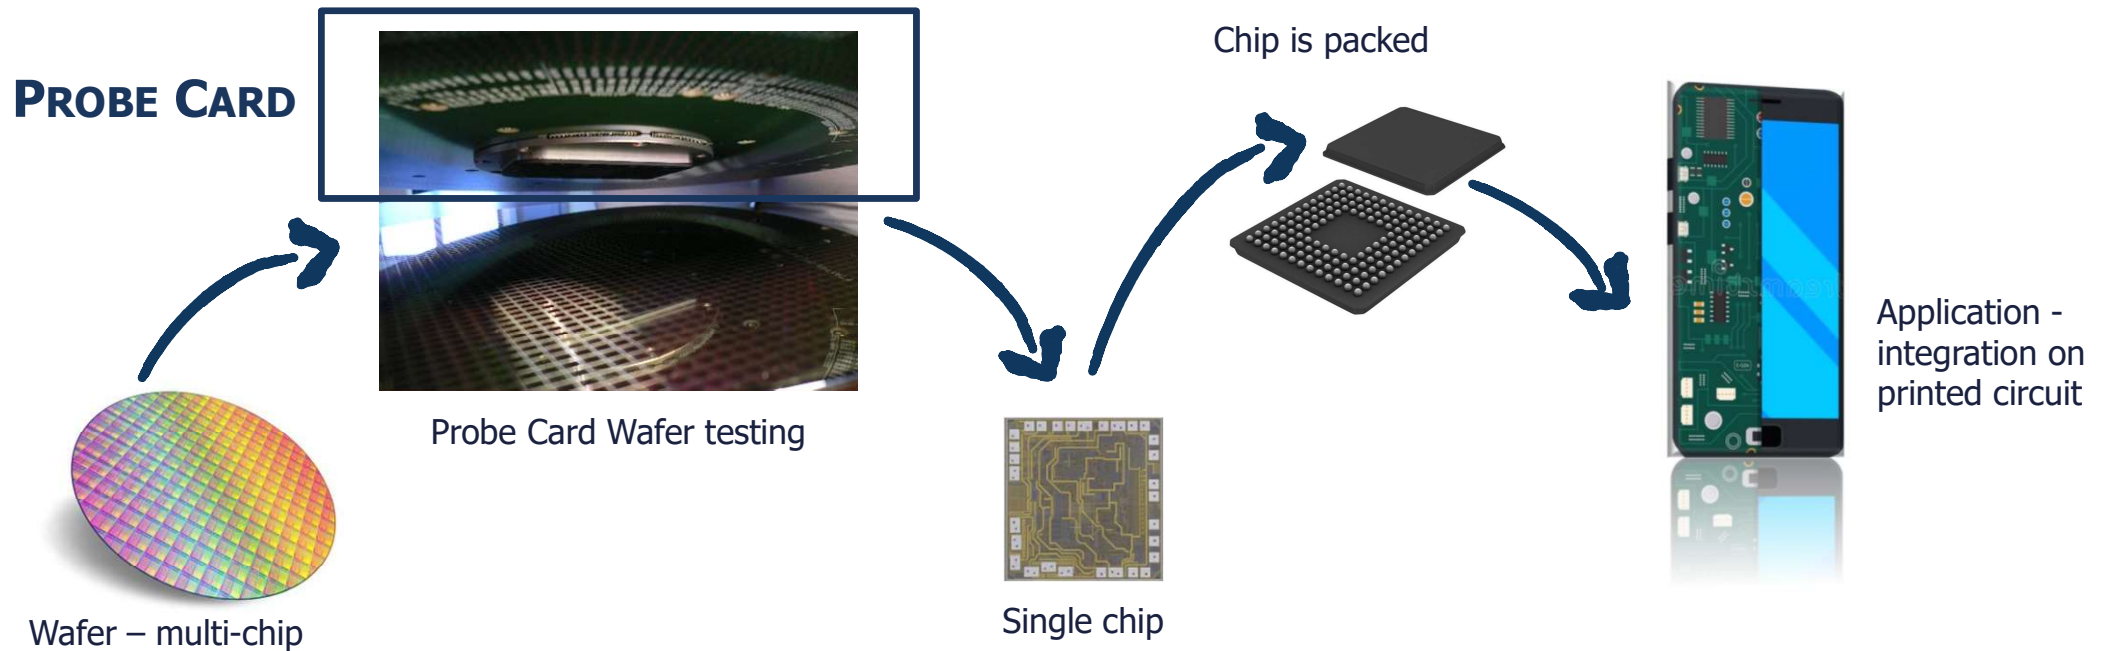 PROBE CARD
Chip is packed
Probe Card Wafer testing
Wafer – multi-chip
Single chip
Application -
integration on
printed circuit